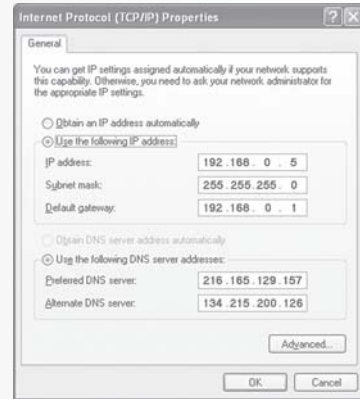 Internet Protocol (TCP/IP) Properties
General
You can get IP settings assigned automatically if your network supports
this capability. Otherwise, you need to ask your network administrator for
the appropriate IP settings.
Obtain an IP address automatically
Use the following IP address:
IP address: 192 . 168 . 0 . 5
Subnet mask: 255 . 255 . 255 . 0
Default gateway: 192 . 168 . 0 . 1
Obtain DNS server address automatically
Use the following DNS server addresses:
Preferred DNS server: 216 . 165 . 129 . 157
Alternate DNS server: 134 . 215 . 200 . 126
Advanced...
OK Cancel